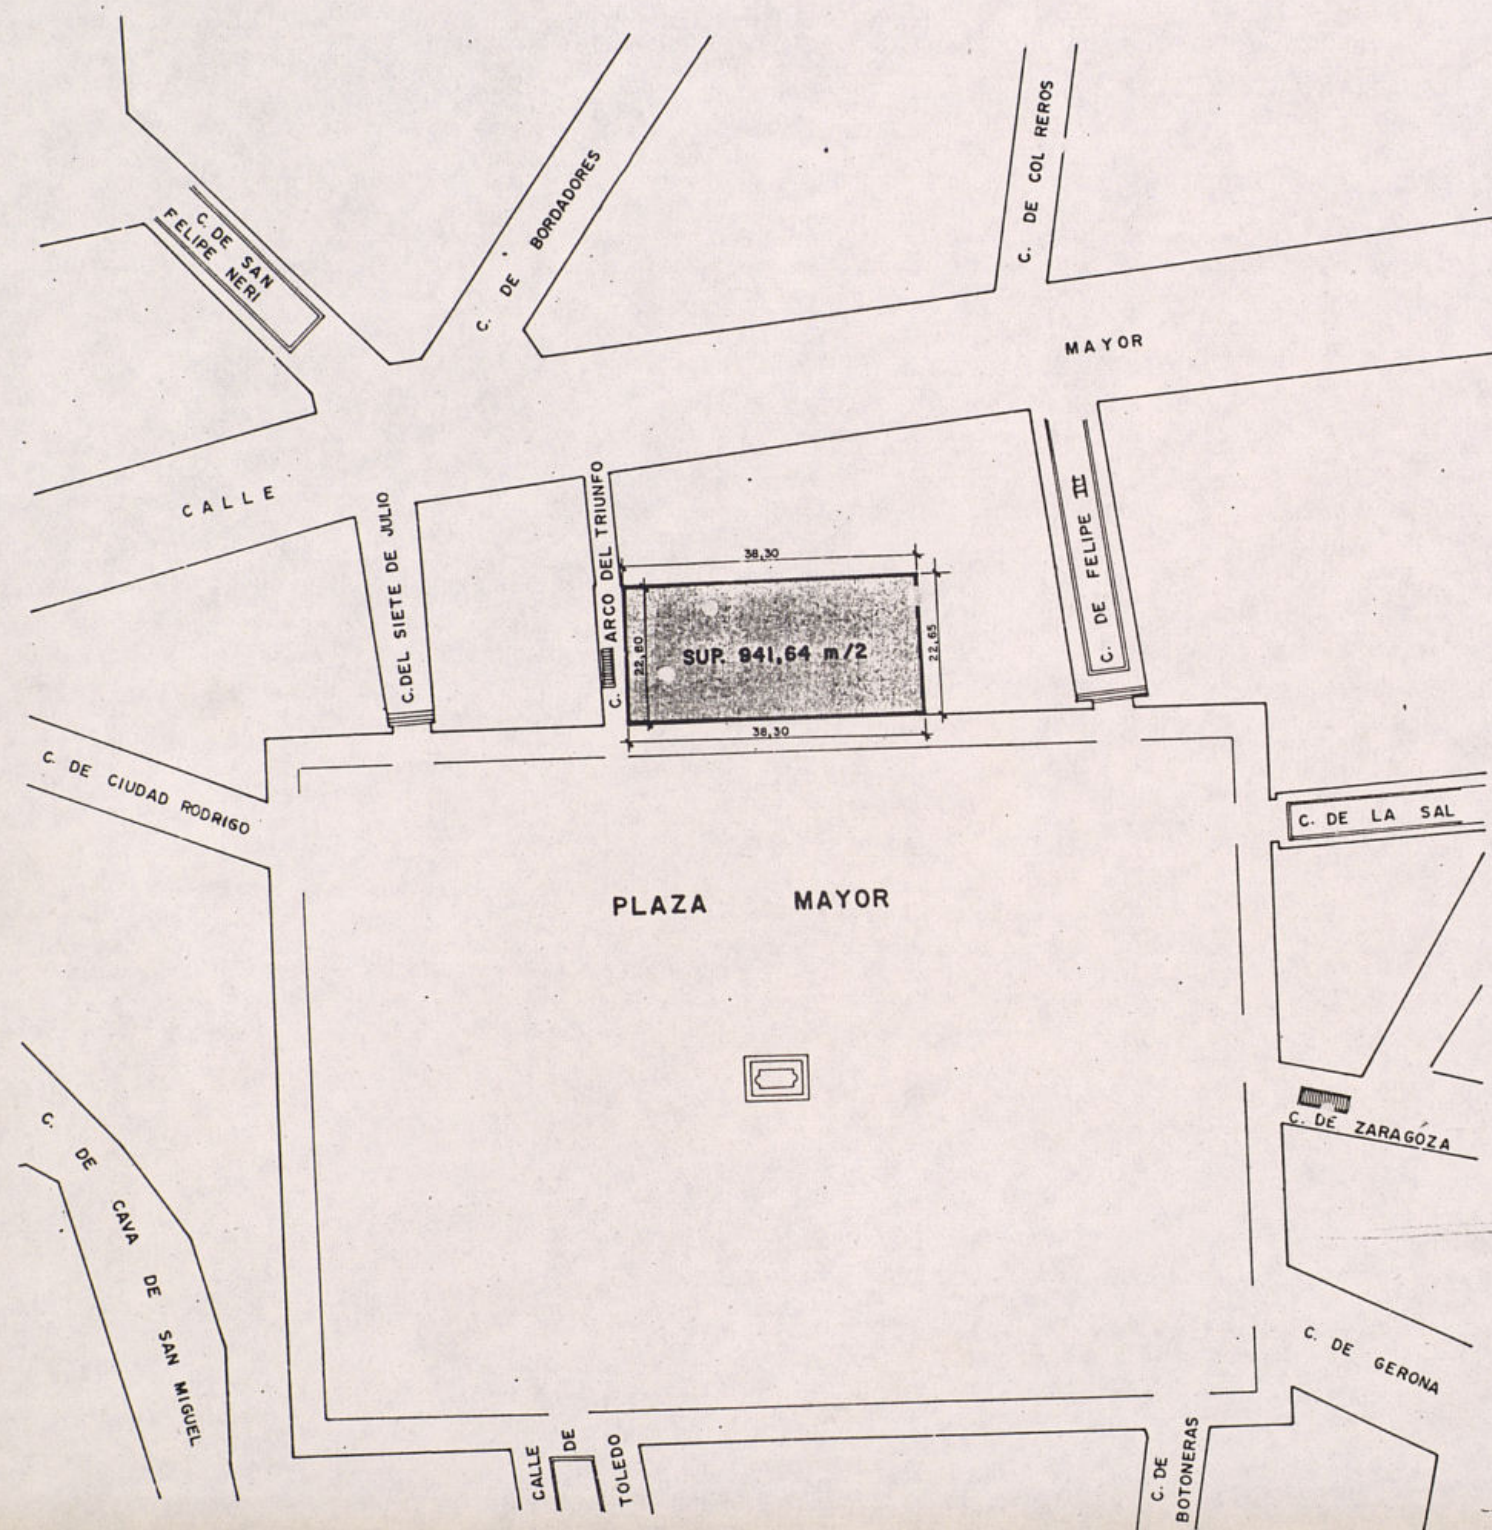 C. DE COL REROS
C. DE BORDADORES
C. DE SAN
FELIPE NERI
MAYOR
CALLE
C. DEL SIETE DE JULIO
C. ARCO DEL TRIUNFO
C. DE FELIPE III
38,30
22,80
SUP. 941,64 m/2
22,65
38,30
C. DE CIUDAD RODRIGO
C. DE LA SAL
PLAZA MAYOR
C. DE ZARAGOZA
C. DE CAVA DE SAN MIGUEL
C. DE GERONA
CALLE DE TOLEDO
C. DE
BOTONERAS